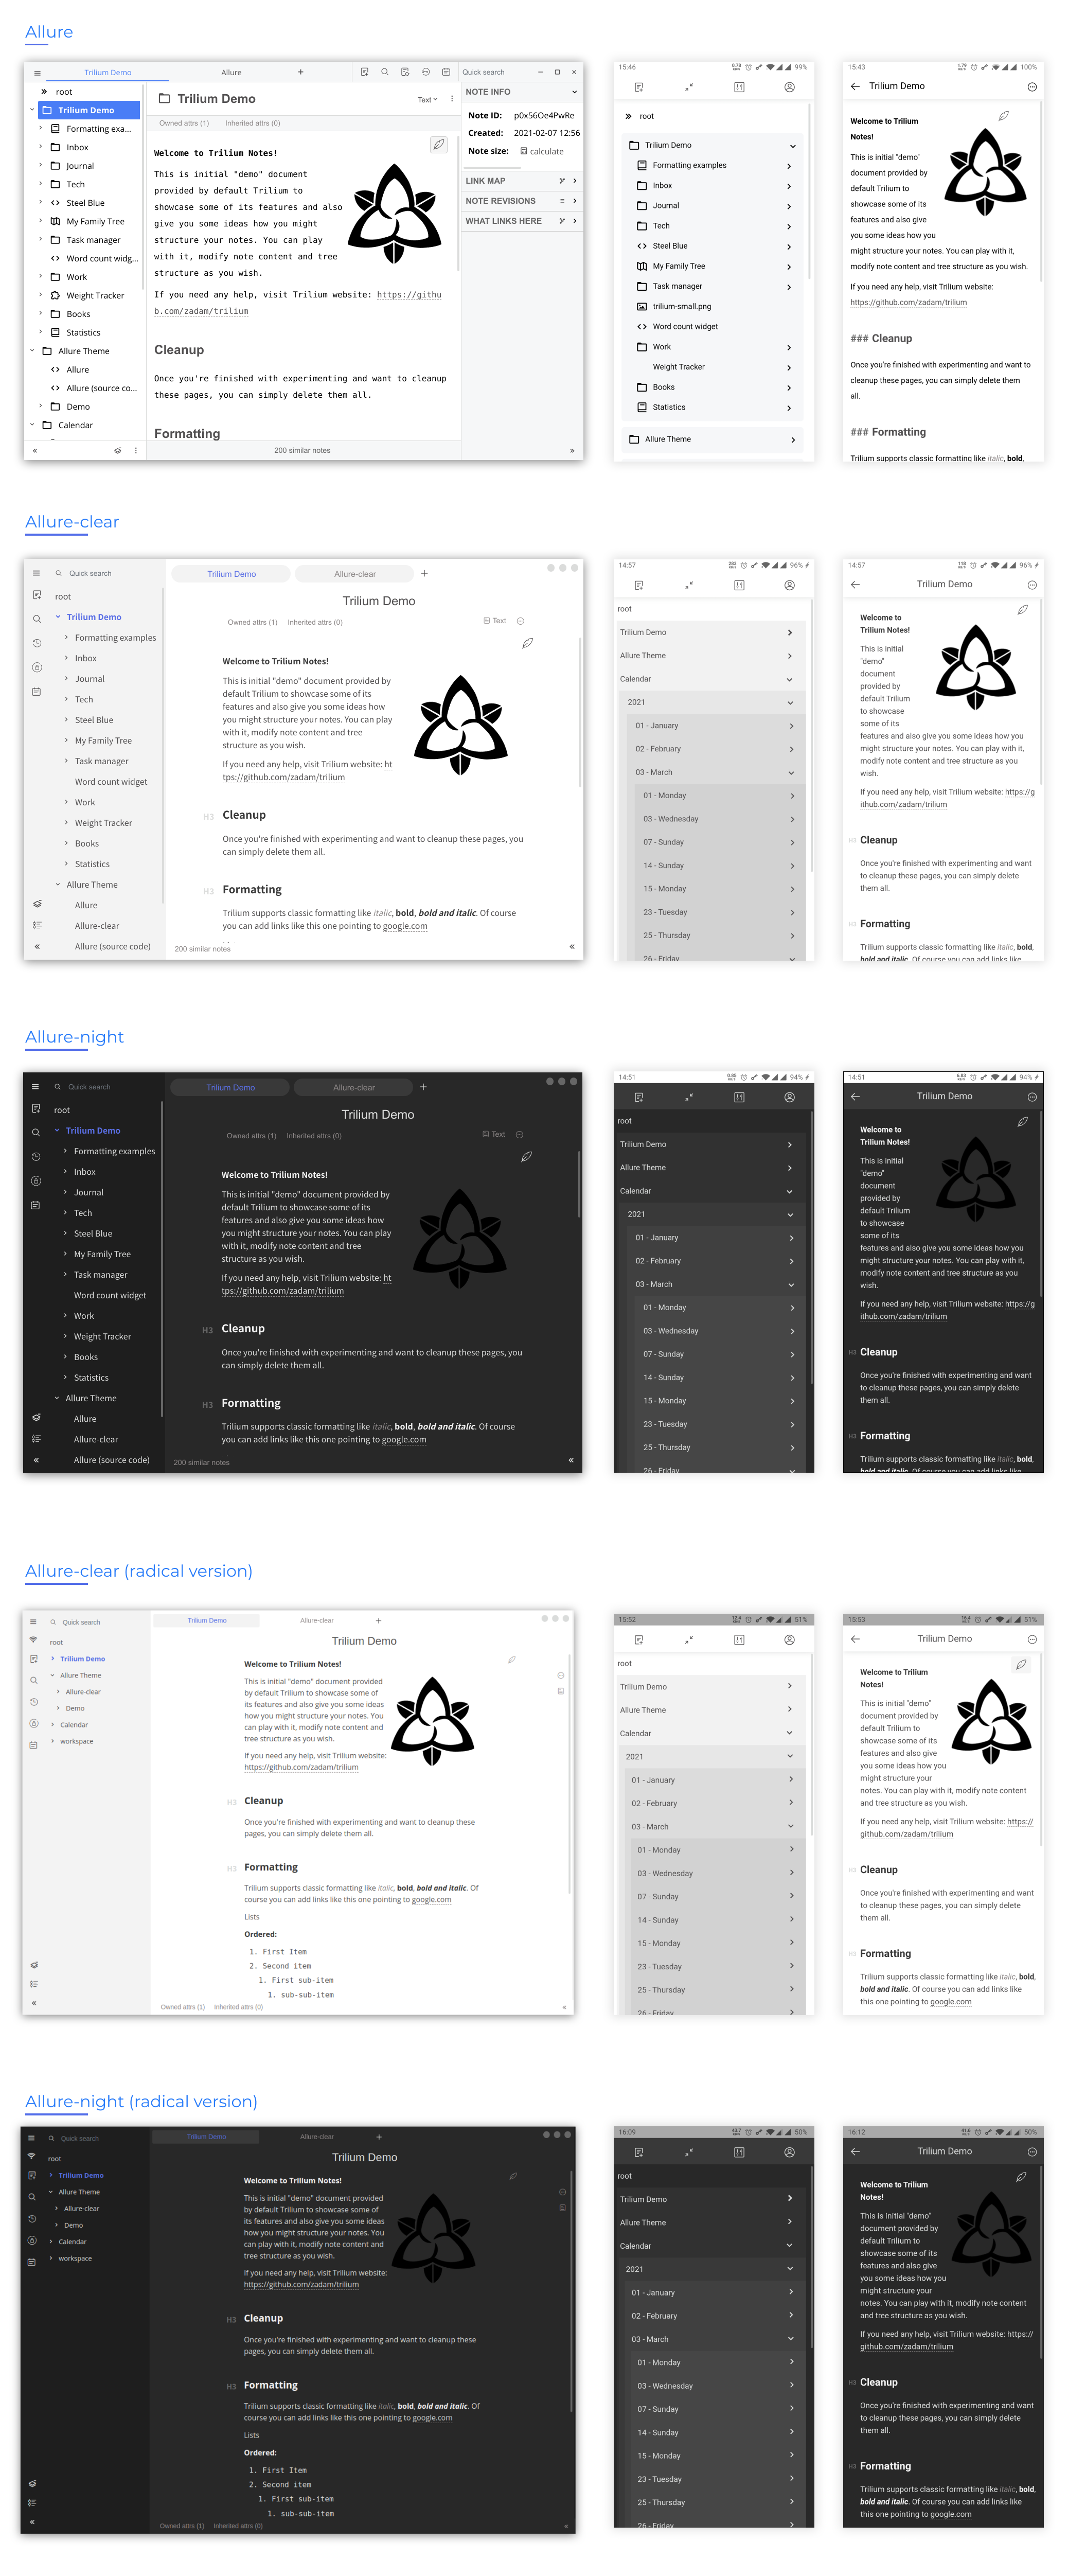 Allure
Trilium Demo
Allure
Quick search
root
Trilium Demo
Formatting exa...
Inbox
Journal
Tech
Steel Blue
My Family Tree
Task manager
Word count widg...
Work
Weight Tracker
Books
Statistics
Allure Theme
Allure
Allure (source co...
Demo
Calendar
Trilium Demo
Text
Owned attrs (1) Inherited attrs (0)
Welcome to Trilium Notes!
This is initial "demo" document
provided by default Trilium to
showcase some of its features and also
give you some ideas how you might
structure your notes. You can play
with it, modify note content and tree
structure as you wish.
If you need any help, visit Trilium website: https://githu
b.com/zadam/trilium
Cleanup
Once you're finished with experimenting and want to cleanup
these pages, you can simply delete them all.
Formatting
200 similar notes
NOTE INFO
Note ID: p0x56Oe4PwRe
Created: 2021-02-07 12:56
Note size: calculate
LINK MAP
NOTE REVISIONS
WHAT LINKS HERE
15:46 99%
root
Trilium Demo
Formatting examples
Inbox
Journal
Tech
Steel Blue
My Family Tree
Task manager
trilium-small.png
Word count widget
Work
Weight Tracker
Books
Statistics
Allure Theme
15:43 100%
Trilium Demo
Welcome to Trilium
Notes!
This is initial "demo"
document provided by
default Trilium to
showcase some of its
features and also give
you some ideas how you
might structure your notes. You can play with it,
modify note content and tree structure as you wish.
If you need any help, visit Trilium website:
https://github.com/zadam/trilium
### Cleanup
Once you're finished with experimenting and want to
cleanup these pages, you can simply delete them
all.
### Formatting
Trilium supports classic formatting like italic, bold,
Allure-clear
Quick search
root
Trilium Demo
Formatting examples
Inbox
Journal
Tech
Steel Blue
My Family Tree
Task manager
Word count widget
Work
Weight Tracker
Books
Statistics
Allure Theme
Allure
Allure-clear
Allure (source code)
Trilium Demo
Allure-clear
Trilium Demo
Owned attrs (1) Inherited attrs (0)
Text
Welcome to Trilium Notes!
This is initial "demo" document provided by
default Trilium to showcase some of its
features and also give you some ideas how
you might structure your notes. You can play
with it, modify note content and tree
structure as you wish.
If you need any help, visit Trilium website: ht
tps://github.com/zadam/trilium
H3 Cleanup
Once you're finished with experimenting and want to cleanup these pages, you
can simply delete them all.
H3 Formatting
Trilium supports classic formatting like italic, bold, bold and italic. Of course
you can add links like this one pointing to google.com
200 similar notes
14:57 96%
root
Trilium Demo
Allure Theme
Calendar
2021
01 - January
02 - February
03 - March
01 - Monday
03 - Wednesday
07 - Sunday
14 - Sunday
15 - Monday
23 - Tuesday
25 - Thursday
26 - Friday
14:57 96%
Trilium Demo
Welcome to
Trilium Notes!
This is initial
"demo"
document
provided by
default Trilium
to showcase
some of its
features and also give you some ideas how you
might structure your notes. You can play with it,
modify note content and tree structure as you
wish.
If you need any help, visit Trilium website: https://g
ithub.com/zadam/trilium
H3 Cleanup
Once you're finished with experimenting and want
to cleanup these pages, you can simply delete
them all.
Formatting
Trilium supports classic formatting like italic, bold,
bold and italic. Of course you can add links like
Allure-night
Quick search
root
Trilium Demo
Formatting examples
Inbox
Journal
Tech
Steel Blue
My Family Tree
Task manager
Word count widget
Work
Weight Tracker
Books
Statistics
Allure Theme
Allure
Allure-clear
Allure (source code)
Trilium Demo
Allure-clear
Trilium Demo
Owned attrs (1) Inherited attrs (0)
Text
Welcome to Trilium Notes!
This is initial "demo" document provided by
default Trilium to showcase some of its
features and also give you some ideas how
you might structure your notes. You can play
with it, modify note content and tree
structure as you wish.
If you need any help, visit Trilium website: ht
tps://github.com/zadam/trilium
H3 Cleanup
Once you're finished with experimenting and want to cleanup these pages, you
can simply delete them all.
H3 Formatting
Trilium supports classic formatting like italic, bold, bold and italic. Of course
you can add links like this one pointing to google.com
200 similar notes
14:51 94%
root
Trilium Demo
Allure Theme
Calendar
2021
01 - January
02 - February
03 - March
01 - Monday
03 - Wednesday
07 - Sunday
14 - Sunday
15 - Monday
23 - Tuesday
25 - Thursday
26 - Friday
14:51 94%
Trilium Demo
Welcome to
Trilium Notes!
This is initial
"demo"
document
provided by
default Trilium
to showcase
some of its
features and also give you some ideas how you
might structure your notes. You can play with it,
modify note content and tree structure as you
wish.
If you need any help, visit Trilium website: https://g
ithub.com/zadam/trilium
H3 Cleanup
Once you're finished with experimenting and want
to cleanup these pages, you can simply delete
them all.
H3 Formatting
Trilium supports classic formatting like italic, bold,
bold and italic. Of course you can add links like
Allure-clear (radical version)
Quick search
root
Trilium Demo
Allure Theme
Allure-clear
Demo
Calendar
workspace
Trilium Demo
Allure-clear
Trilium Demo
Welcome to Trilium Notes!
This is initial "demo" document provided
by default Trilium to showcase some of
its features and also give you some ideas
how you might structure your notes. You
can play with it, modify note content and
tree structure as you wish.
If you need any help, visit Trilium website:
https://github.com/zadam/trilium
H3 Cleanup
Once you're finished with experimenting and want to cleanup these
pages, you can simply delete them all.
H3 Formatting
Trilium supports classic formatting like italic, bold, bold and italic. Of
course you can add links like this one pointing to google.com
Lists
Ordered:
1. First Item
2. Second item
1. First sub-item
1. sub-sub-item
Owned attrs (1) Inherited attrs (0)
15:52 51%
root
Trilium Demo
Allure Theme
Calendar
2021
01 - January
02 - February
03 - March
01 - Monday
03 - Wednesday
07 - Sunday
14 - Sunday
15 - Monday
23 - Tuesday
25 - Thursday
26 - Friday
15:53 51%
Trilium Demo
Welcome to Trilium
Notes!
This is initial "demo"
document provided by
default Trilium to
showcase some of its
features and also give
you some ideas how you
might structure your
notes. You can play with it, modify note content
and tree structure as you wish.
If you need any help, visit Trilium website: https://
github.com/zadam/trilium
H3 Cleanup
Once you're finished with experimenting and want
to cleanup these pages, you can simply delete
them all.
H3 Formatting
Trilium supports classic formatting like italic, bold,
bold and italic. Of course you can add links like
this one pointing to google.com
Allure-night (radical version)
Quick search
root
Trilium Demo
Allure Theme
Allure-clear
Demo
Calendar
workspace
Trilium Demo
Allure-clear
Trilium Demo
Welcome to Trilium Notes!
This is initial "demo" document provided
by default Trilium to showcase some of
its features and also give you some ideas
how you might structure your notes. You
can play with it, modify note content and
tree structure as you wish.
If you need any help, visit Trilium website:
https://github.com/zadam/trilium
H3 Cleanup
Once you're finished with experimenting and want to cleanup these
pages, you can simply delete them all.
H3 Formatting
Trilium supports classic formatting like italic, bold, bold and italic. Of
course you can add links like this one pointing to google.com
Lists
Ordered:
1. First Item
2. Second item
1. First sub-item
1. sub-sub-item
Owned attrs (1) Inherited attrs (0)
16:09 50%
root
Trilium Demo
Allure Theme
Calendar
2021
01 - January
02 - February
03 - March
01 - Monday
03 - Wednesday
07 - Sunday
14 - Sunday
15 - Monday
23 - Tuesday
25 - Thursday
26 - Friday
16:12 50%
Trilium Demo
Welcome to Trilium
Notes!
This is initial "demo"
document provided by
default Trilium to
showcase some of its
features and also give
you some ideas how you
might structure your
notes. You can play with it, modify note content
and tree structure as you wish.
If you need any help, visit Trilium website: https://
github.com/zadam/trilium
H3 Cleanup
Once you're finished with experimenting and want
to cleanup these pages, you can simply delete
them all.
H3 Formatting
Trilium supports classic formatting like italic, bold,
bold and italic. Of course you can add links like
this one pointing to google.com